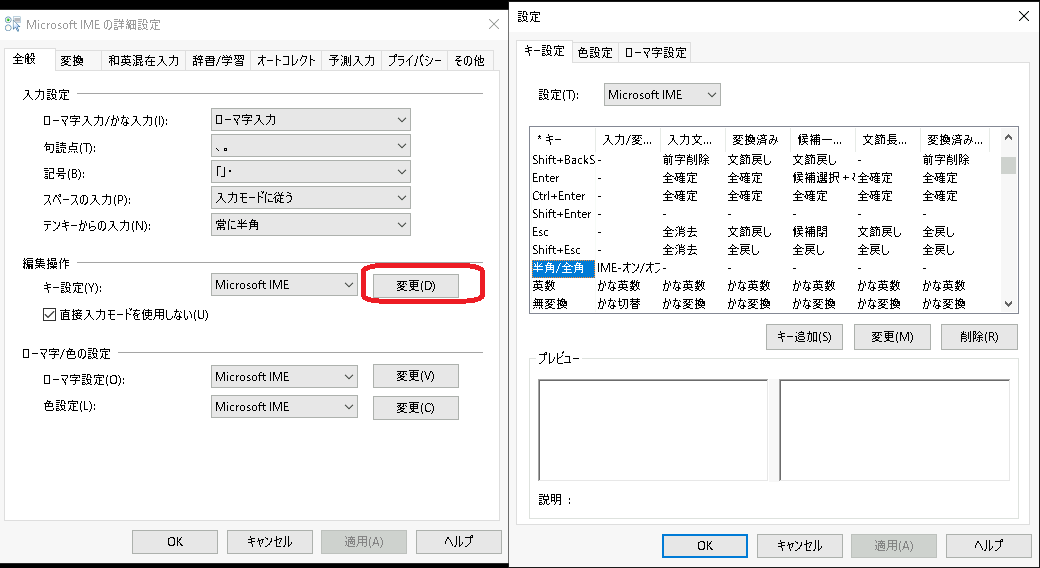 Microsoft IME の詳細設定
全般 変換 和英混在入力 辞書/学習 オートコレクト 予測入力 プライバシー その他
入力設定
ローマ字入力/かな入力(I): ローマ字入力
句読点(T): 、。
記号(B): 「」・
スペースの入力(P): 入力モードに従う
テンキーからの入力(N): 常に半角
編集操作
キー設定(Y): Microsoft IME 変更(D)
直接入力モードを使用しない(U)
ローマ字/色の設定
ローマ字設定(O): Microsoft IME 変更(V)
色設定(L): Microsoft IME 変更(C)
OK キャンセル 適用(A) ヘルプ
設定
キー設定 色設定 ローマ字設定
設定(T): Microsoft IME
* キー 入力/変... 入力文... 変換済み 候補一... 文節長... 変換済み...
Shift+BackS - 前字削除 文節戻し 文節戻し - 前字削除
Enter - 全確定 全確定 候補選択+ 全確定 全確定
Ctrl+Enter - 全確定 全確定 全確定 全確定 全確定
Shift+Enter - - - - - -
Esc - 全消去 文節戻し 候補閉 文節戻し 全戻し
Shift+Esc - 全消去 全戻し 全戻し 全戻し 全戻し
半角/全角 IME-オン/オフ - - - - -
英数 かな英数 かな英数 かな英数 かな英数 かな英数 かな英数
無変換 かな切替 かな変換 かな変換 かな変換 かな変換 かな変換
キー追加(S) 変更(M) 削除(R)
プレビュー
説明 :
OK キャンセル 適用(A) ヘルプ